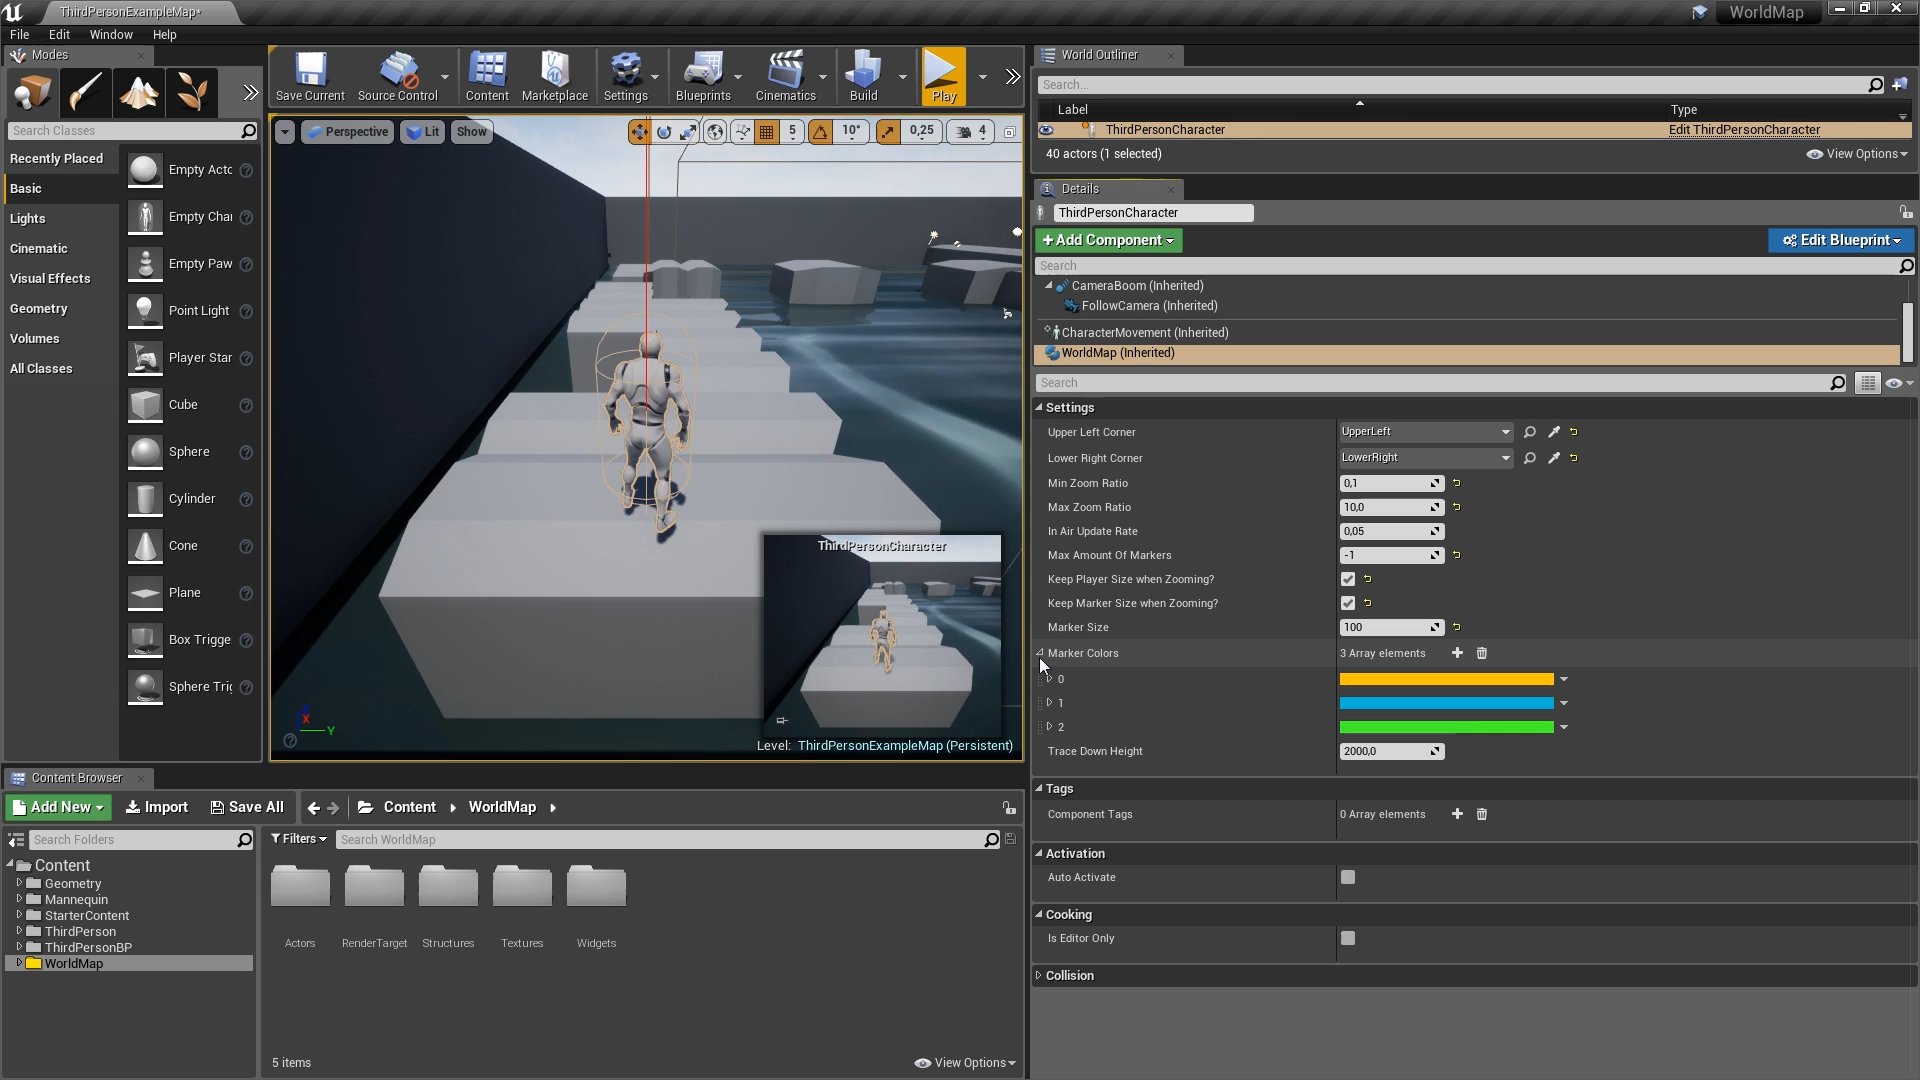 ThirdPersonExampleMap*
WorldMap
File Edit Window Help
Modes
Search Classes
Recently Placed
Basic
Lights
Cinematic
Visual Effects
Geometry
Volumes
All Classes
Empty Acto
Empty Char
Empty Paw
Point Light
Player Star
Cube
Sphere
Cylinder
Cone
Plane
Box Trigge
Sphere Trig
Save Current
Source Control
Content
Marketplace
Settings
Blueprints
Cinematics
Build
Play
Perspective
Lit
Show
5
10°
0,25
4
ThirdPersonCharacter
X
Y
Level: ThirdPersonExampleMap (Persistent)
World Outliner
Search...
Label
Type
ThirdPersonCharacter
Edit ThirdPersonCharacter
40 actors (1 selected)
View Options
Details
ThirdPersonCharacter
+Add Component
Edit Blueprint
Search
CameraBoom (Inherited)
FollowCamera (Inherited)
CharacterMovement (Inherited)
WorldMap (Inherited)
Search
Settings
Upper Left Corner UpperLeft
Lower Right Corner LowerRight
Min Zoom Ratio 0,1
Max Zoom Ratio 10,0
In Air Update Rate 0,05
Max Amount Of Markers -1
Keep Player Size when Zooming?
Keep Marker Size when Zooming?
Marker Size 100
Marker Colors 3 Array elements
0
1
2
Trace Down Height 2000,0
Tags
Component Tags 0 Array elements
Activation
Auto Activate
Cooking
Is Editor Only
Collision
Content Browser
Add New Import Save All Content WorldMap
Search Folders
Filters
Search WorldMap
Content
Geometry
Mannequin
StarterContent
ThirdPerson
ThirdPersonBP
WorldMap
Actors RenderTarget Structures Textures Widgets
5 items
View Options